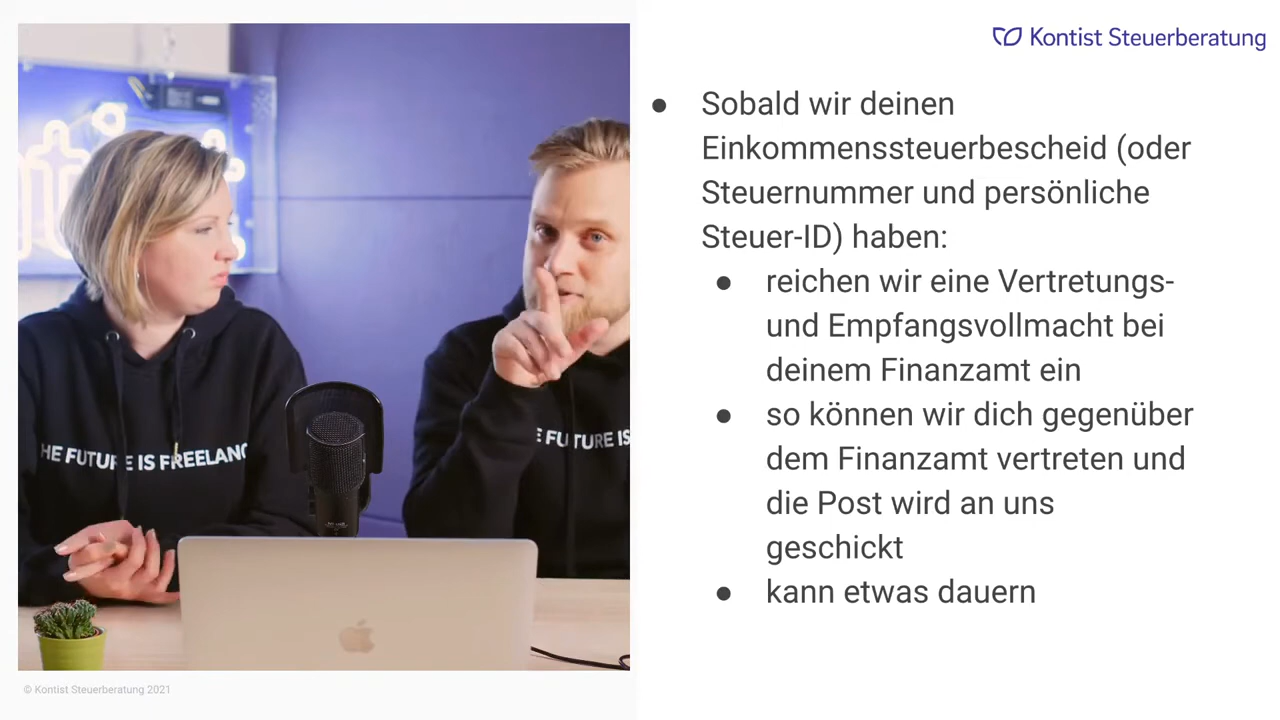 Kontist Steuerberatung
● Sobald wir deinen
Einkommenssteuerbescheid (oder
Steuernummer und persönliche
Steuer-ID) haben:
● reichen wir eine Vertretungs-
und Empfangsvollmacht bei
deinem Finanzamt ein
● so können wir dich gegenüber
dem Finanzamt vertreten und
die Post wird an uns
geschickt
● kann etwas dauern
HE FUTURE IS FREELANC
E FUTURE IS
© Kontist Steuerberatung 2021